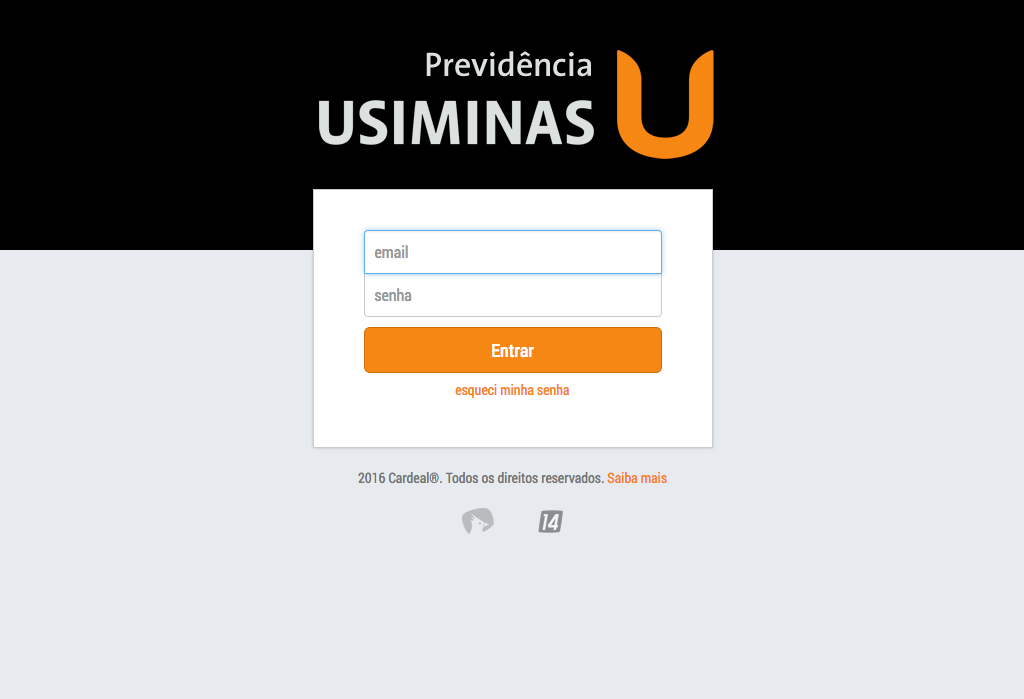 Previdência
USIMINAS
email
senha
Entrar
esqueci minha senha
2016 Cardeal®. Todos os direitos reservados. Saiba mais
14